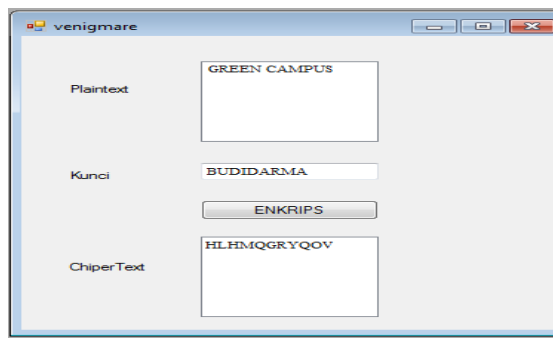 venigmare
Plaintext
GREEN CAMPUS
Kunci
BUDIDARMA
ENKRIPS
ChiperText
HLHMQGRYQOV